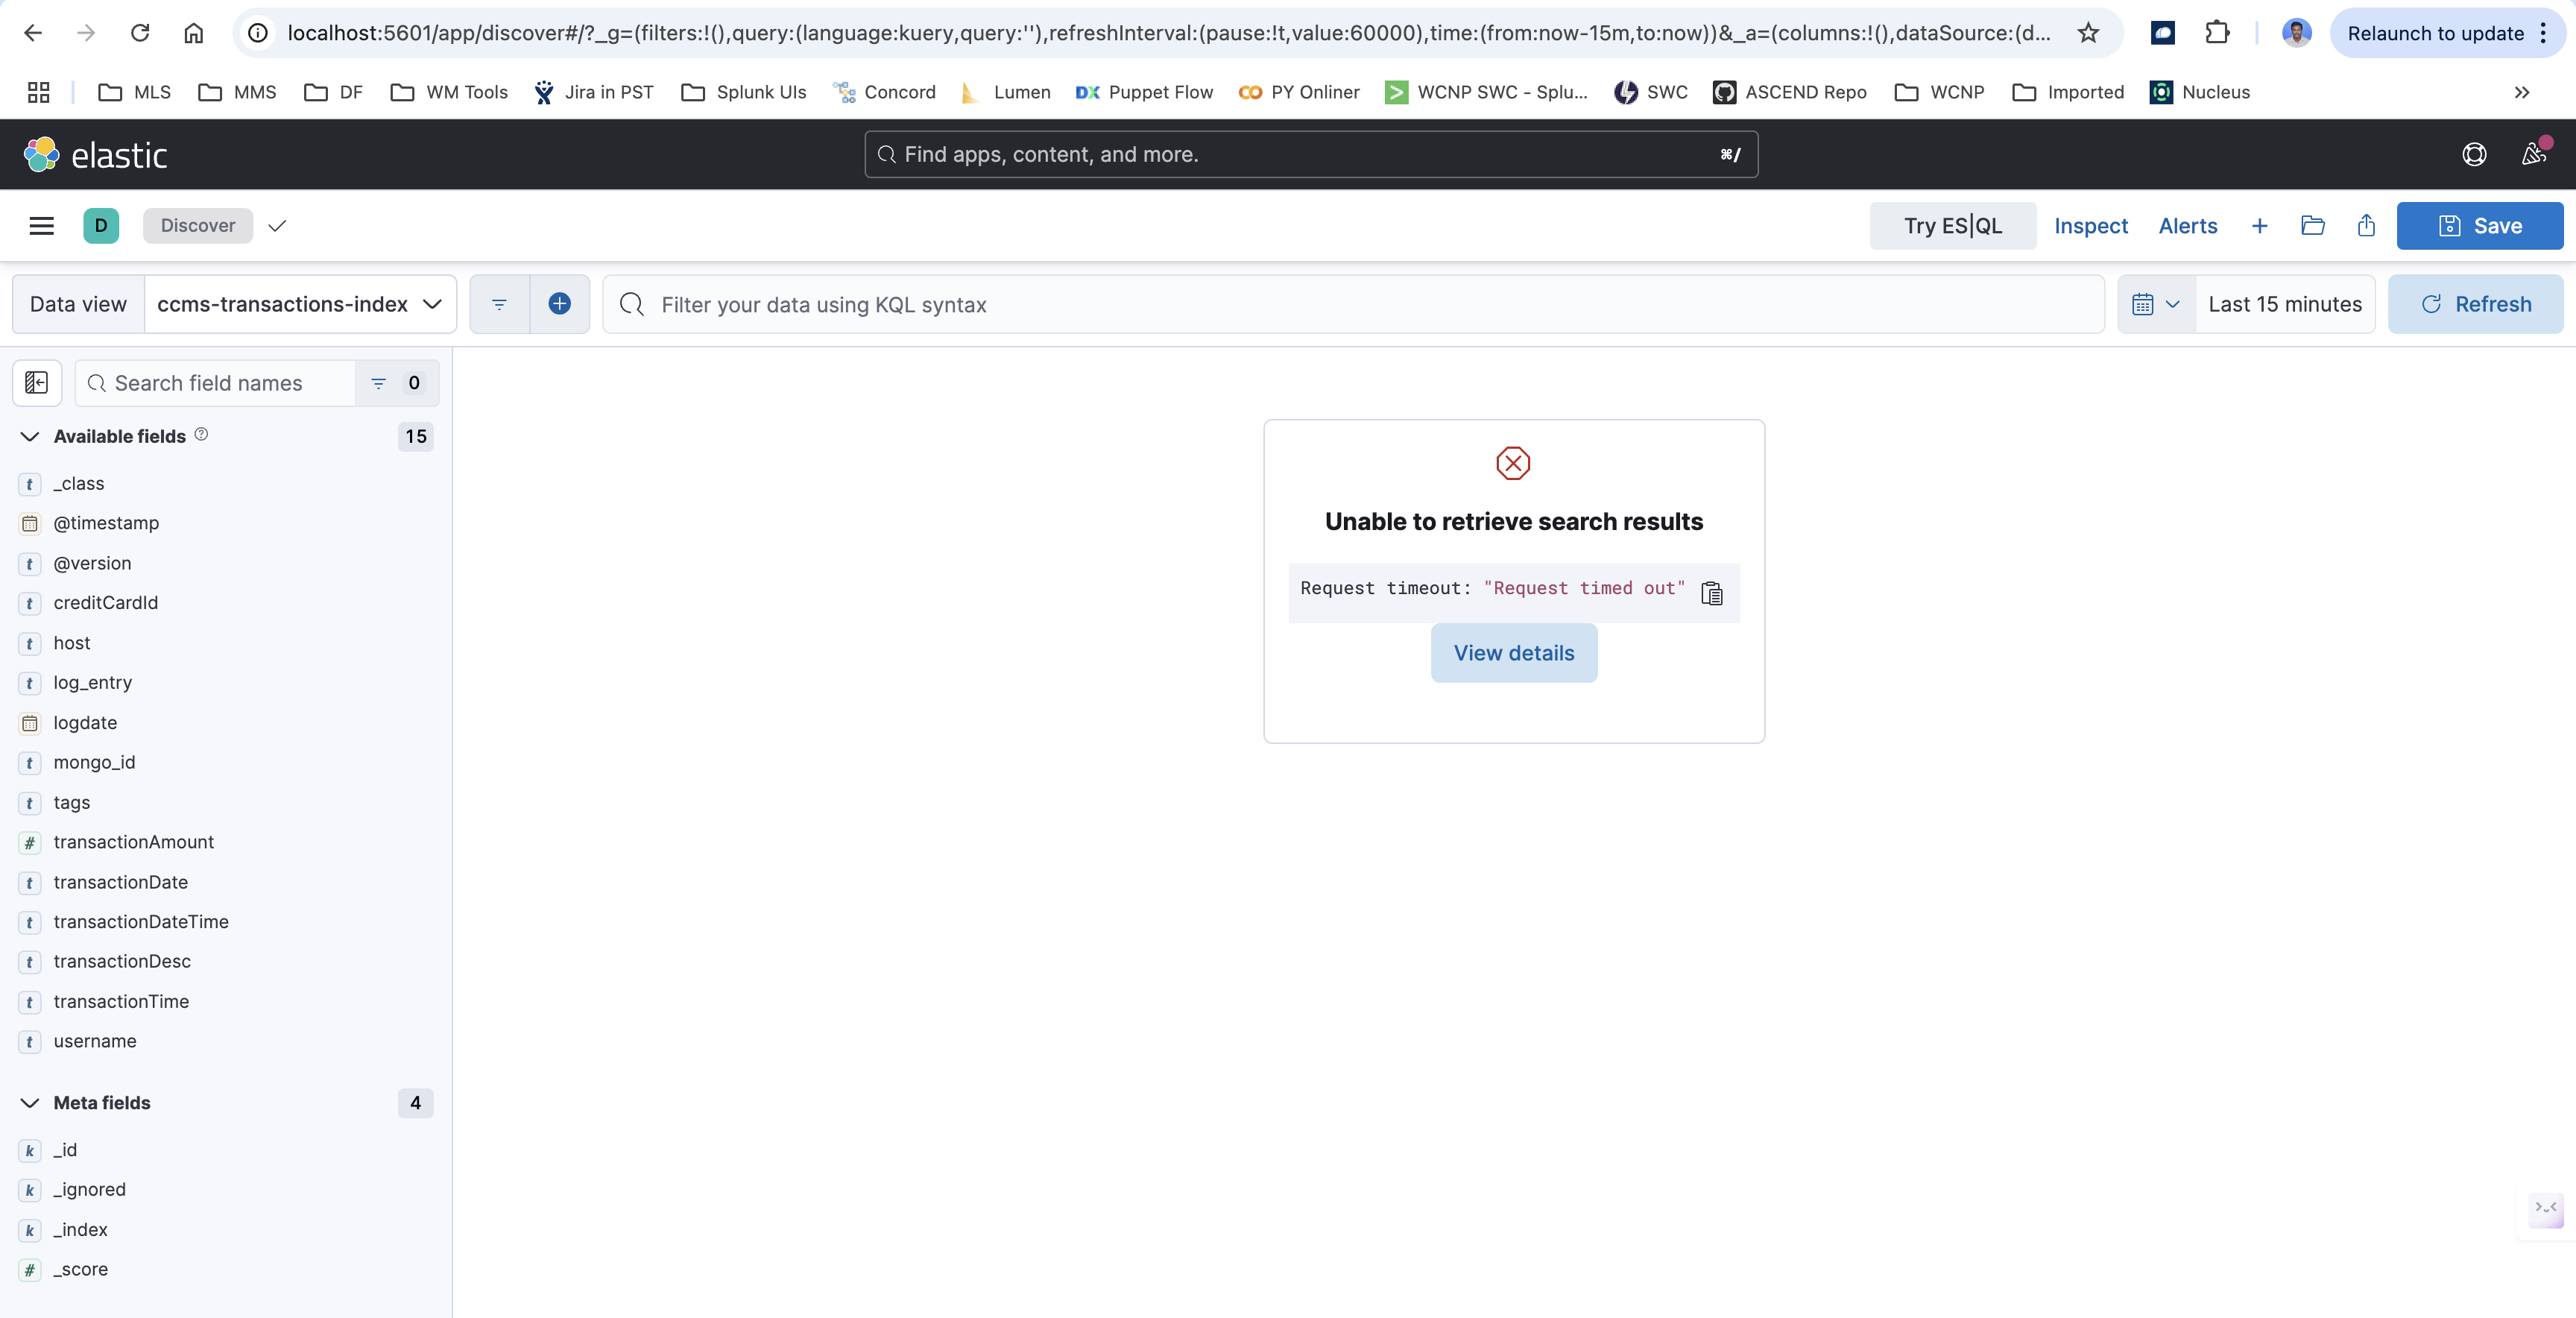 localhost:5601/app/discover#/?_g=(filters:!(),query:(language:kuery,query:''),refreshInterval:(pause:!t,value:60000),time:(from:now-15m,to:now))&_a=(columns:!(),dataSource:(d...
Relaunch to update
MLS
MMS
DF
WM Tools
Jira in PST
Splunk UIs
Concord
Lumen
DX Puppet Flow
CO PY Onliner
WCNP SWC - Splu...
SWC
ASCEND Repo
WCNP
Imported
Nucleus
elastic
Find apps, content, and more.
⌘/
D
Discover
Try ES|QL
Inspect
Alerts
Save
Data view
ccms-transactions-index
Filter your data using KQL syntax
Last 15 minutes
Refresh
Search field names
0
Available fields
15
t _class
@timestamp
t @version
t creditCardId
t host
t log_entry
logdate
t mongo_id
t tags
# transactionAmount
t transactionDate
t transactionDateTime
t transactionDesc
t transactionTime
t username
Meta fields
4
k _id
k _ignored
k _index
# _score
Unable to retrieve search results
Request timeout: "Request timed out"
View details